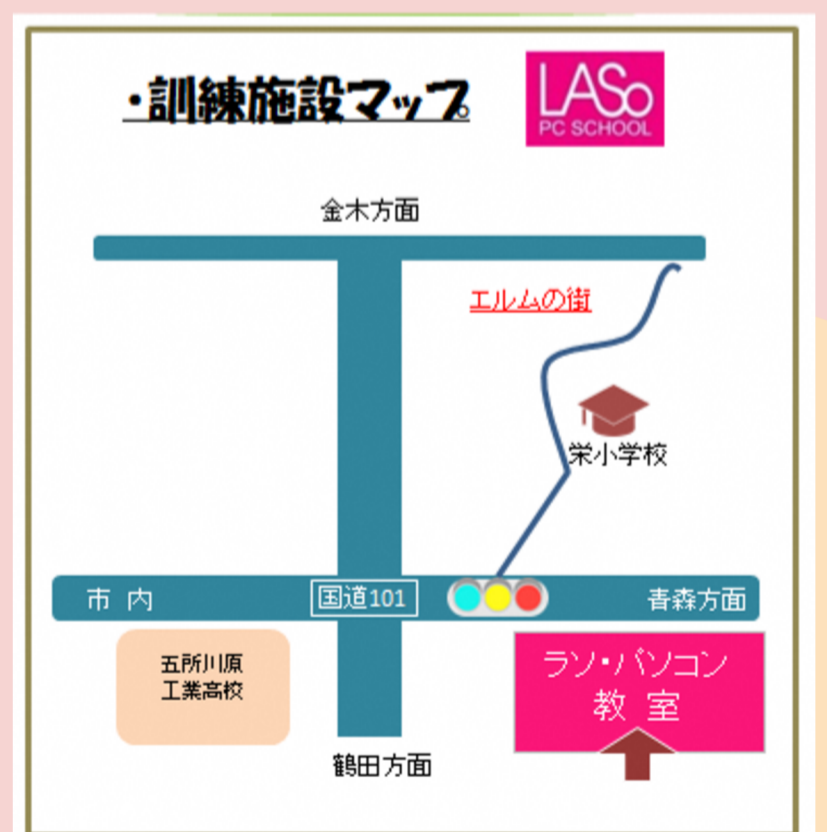 ・訓練施設マップ。
LASo
PC SCHOOL
金木方面
エルムの街
栄小学校
市 内
国道101
青森方面
五所川原
工業高校
ラソ・パソコン
教 室
鶴田方面